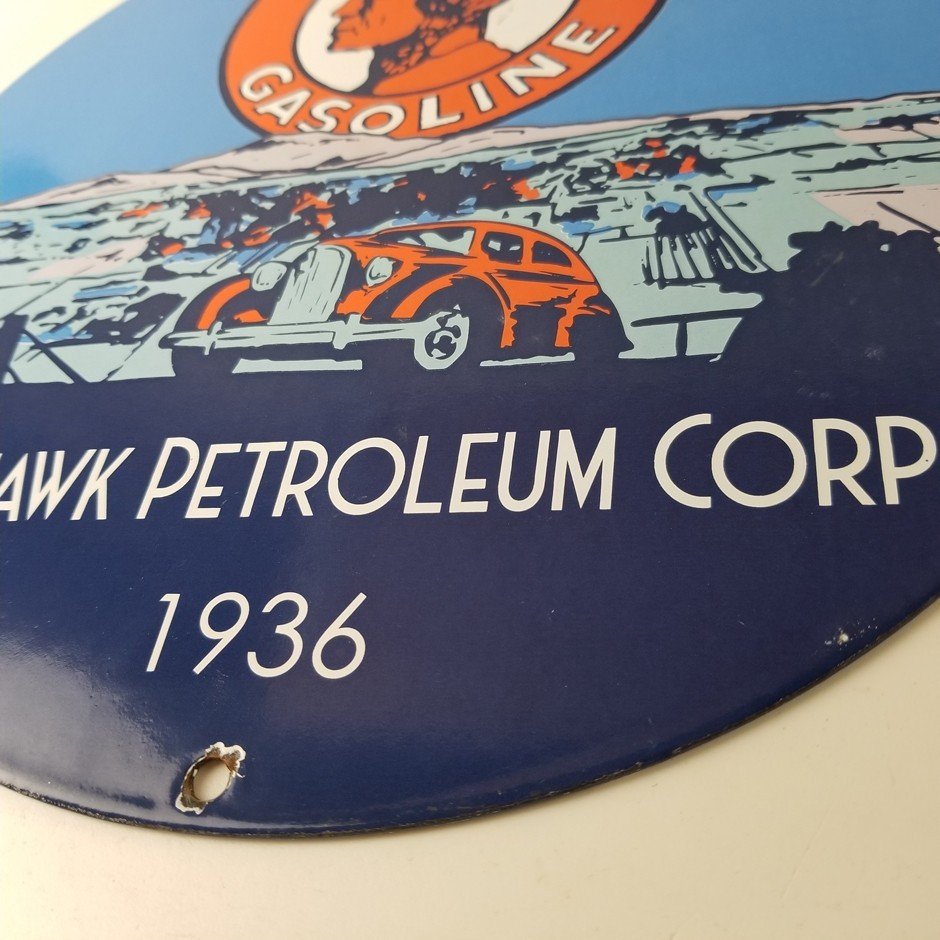 GASOLINE
AWK PETROLEUM CORP
1936